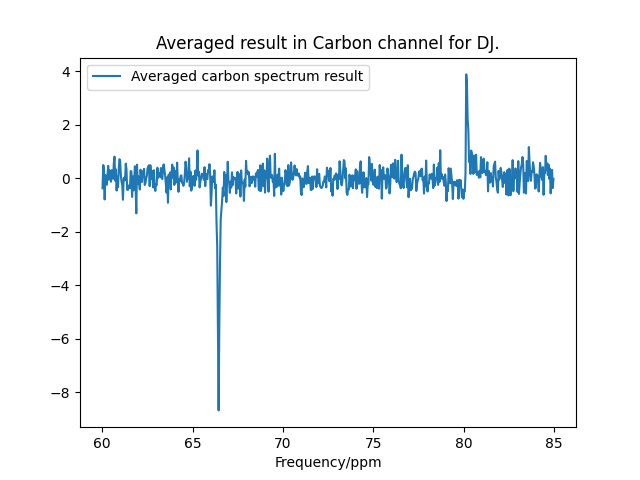 Averaged result in Carbon channel for DJ.
Averaged carbon spectrum result
4
2
0
−2
−4
−6
−8
60 65 70 75 80 85
Frequency/ppm